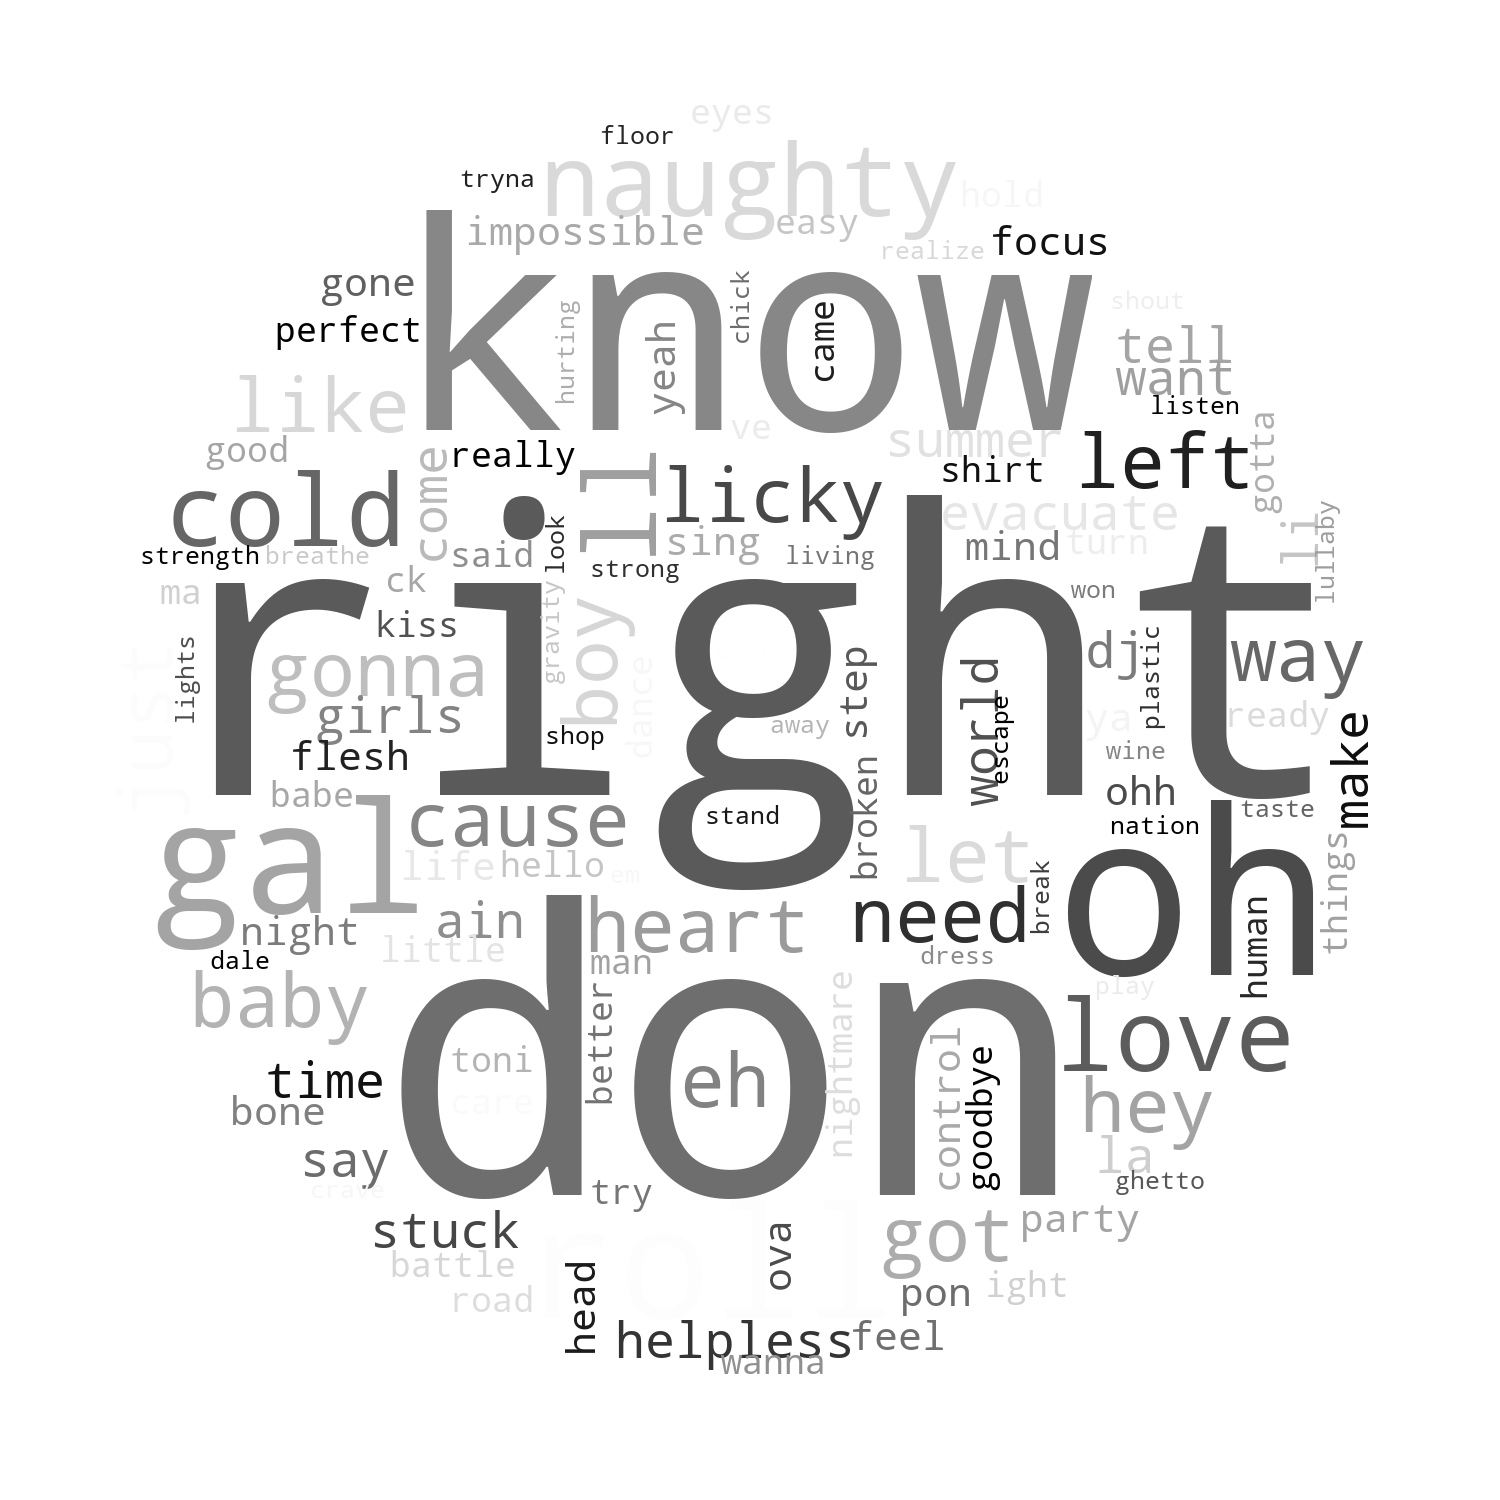 eyes
floor
naughty
tryna
hold
impossible
easy
focus
realize
know
gone
chick
shout
hurting
came
perfect
yeah
tell
want
like
listen
ve
summer
good
come
really
ll
left
gotta
shirt
cold
licky
evacuate
li
lullaby
look
sing
mind
turn
strength
breathe
said
living
strong
right
ma
ck
won
kiss
gravity
boy
lights
gonna
dj
plastic
way
just
girls
dance
step
world
escape
ya
ready
shop
away
flesh
wine
make
babe
broken
ohh
gal
cause
stand
nation
taste
oh
life
hello
em
let
things
night
ain
heart
need
break
human
dale
little
man
dress
baby
don
play
better
nightmare
love
toni
eh
control
goodbye
time
care
hey
bone
say
la
crave
try
ghetto
stuck
roll
ova
got
party
battle
head
road
pon
ight
helpless
feel
wanna